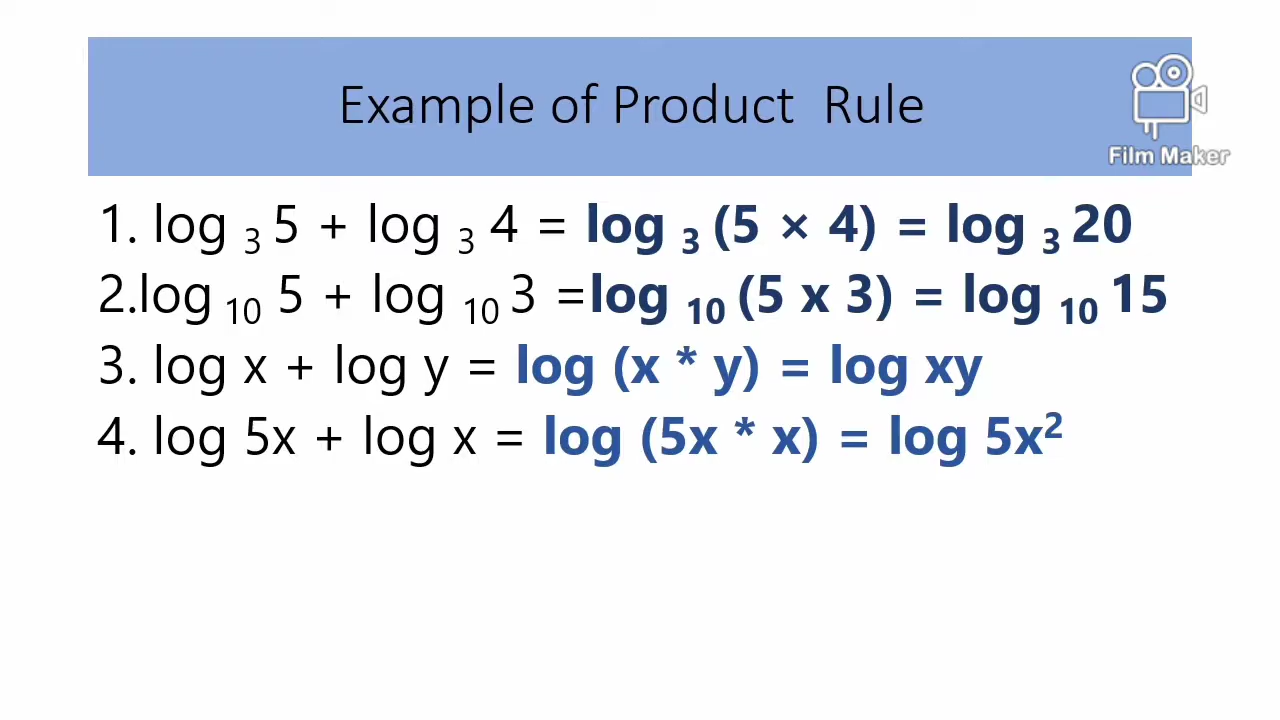 Example of Product Rule
Film Maker
1. log ₃ 5 + log ₃ 4 = log ₃ (5 × 4) = log ₃ 20
2.log ₁₀ 5 + log ₁₀ 3 =log ₁₀ (5 x 3) = log ₁₀ 15
3. log x + log y = log (x * y) = log xy
4. log 5x + log x = log (5x * x) = log 5x²